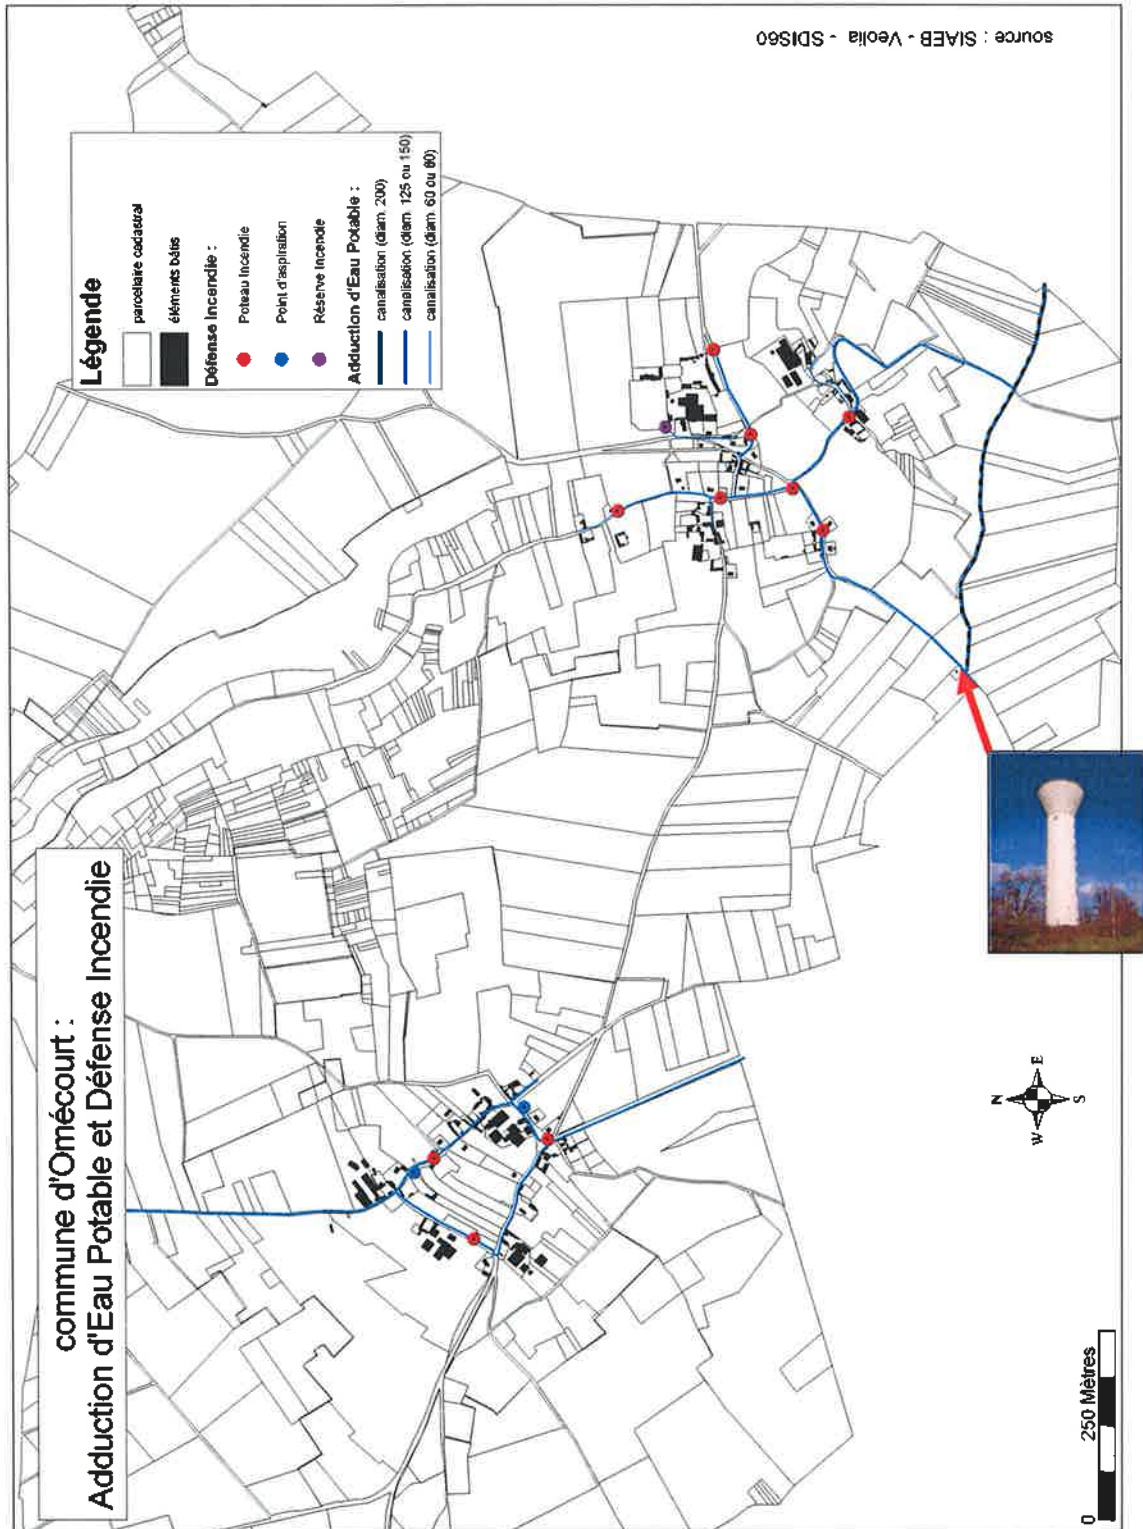 commune d'Omécourt :
Adduction d'Eau Potable et Défense Incendie
Légende
parcellaire cadastral
éléments bâtis
Défense Incendie :
Poteau Incendie
Point d'aspiration
Réserve Incendie
Adduction d'Eau Potable :
canalisation (diam. 200)
canalisation (diam. 125 ou 150)
canalisation (diam. 60 ou 80)
source : SIAEB - Veolia - SDIS60
N
W
E
S
0
250 Mètres